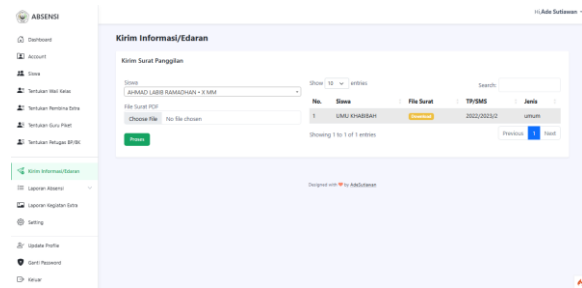 ABSENSI
Hi,Ade Sutiawan
Dashboard
Account
Siswa
Tentukan Wali Kelas
Tentukan Pembina Extra
Tentukan Guru Piket
Tentukan Petugas BP/BK
Kirim Informasi/Edaran
Laporan Absensi
Laporan Kegiatan Extra
Setting
Update Profile
Ganti Password
Keluar
Kirim Informasi/Edaran
Kirim Surat Panggilan
Siswa
AHMAD LABIB RAMADHAN • X MM
File Surat PDF
Choose File No file chosen
Proses
Show 10 entries
Search:
No. Siswa File Surat TP/SMS Jenis
1 UMU KHABIBAH Download 2022/2023/2 umum
Showing 1 to 1 of 1 entries
Previous 1 Next
Designed with by AdeSutiawan